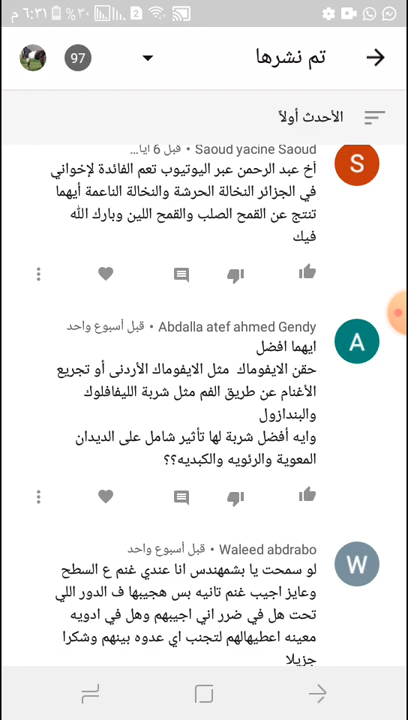 ٦:٣١ م ٣٠%
تم نشرها
97
الأحدث أولاً
Saoud yacine Saoud • قبل 6 أيا...
S
أخ عبد الرحمن عبر اليوتيوب تعم الفائدة لإخواني
في الجزائر النخالة الحرشة والنخالة الناعمة أيهما
تنتج عن القمح الصلب والقمح اللين وبارك الله
فيك
Abdalla atef ahmed Gendy • قبل أسبوع واحد
A
ايهما افضل
حقن الايفوماك مثل الايفوماك الأردنى أو تجريع
الأغنام عن طريق الفم مثل شربة الليفافلوك
والبندازول
وايه أفضل شربة لها تأثير شامل على الديدان
المعوية والرئويه والكبديه؟؟
Waleed abdrabo • قبل أسبوع واحد
W
لو سمحت يا بشمهندس انا عندي غنم ع السطح
وعايز اجيب غنم تانيه بس هجيبها ف الدور اللي
تحت هل في ضرر اني اجيبهم وهل في ادويه
معينه اعطيهالهم لتجنب اي عدوه بينهم وشكرا
جزيلا